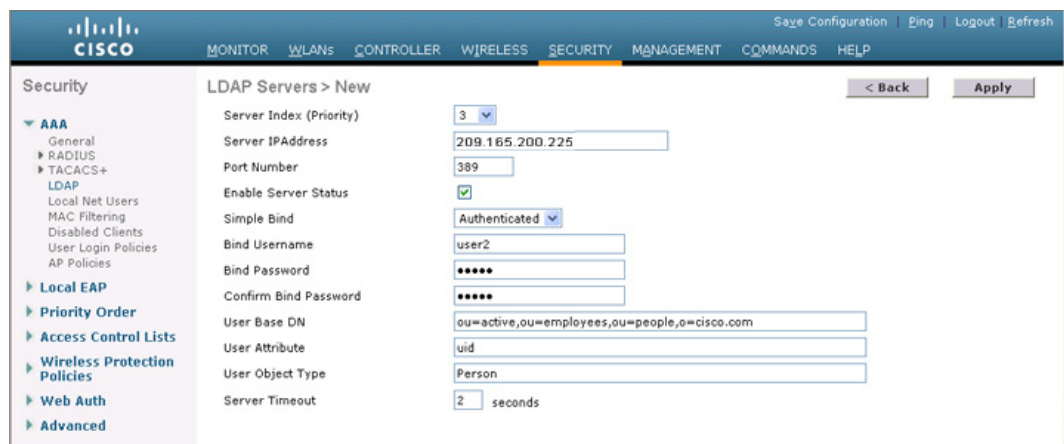 Save Configuration | Ping | Logout | Refresh
CISCO
MONITOR WLANs CONTROLLER WIRELESS SECURITY MANAGEMENT COMMANDS HELP
Security
AAA
General
RADIUS
TACACS+
LDAP
Local Net Users
MAC Filtering
Disabled Clients
User Login Policies
AP Policies
Local EAP
Priority Order
Access Control Lists
Wireless Protection
Policies
Web Auth
Advanced
LDAP Servers > New
< Back Apply
Server Index (Priority) 3
Server IPAddress 209.165.200.225
Port Number 389
Enable Server Status
Simple Bind Authenticated
Bind Username user2
Bind Password •••••
Confirm Bind Password •••••
User Base DN ou=active,ou=employees,ou=people,o=cisco.com
User Attribute uid
User Object Type Person
Server Timeout 2 seconds